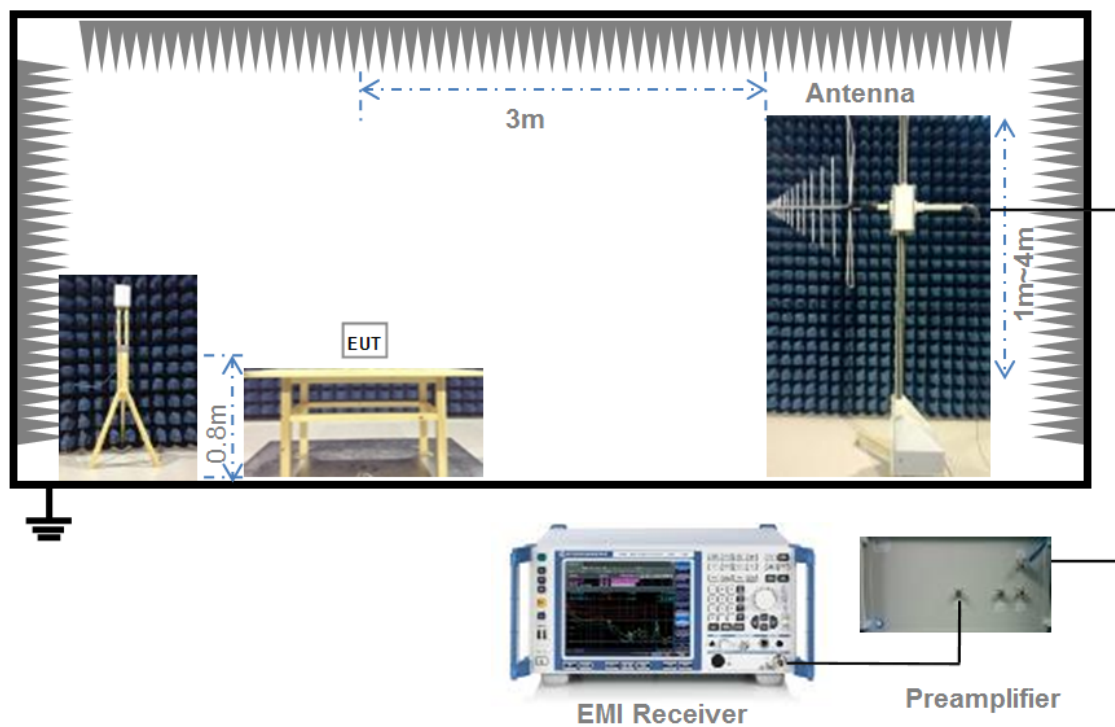 Antenna
3m
1m~4m
EUT
0.8m
EMI Receiver
Preamplifier